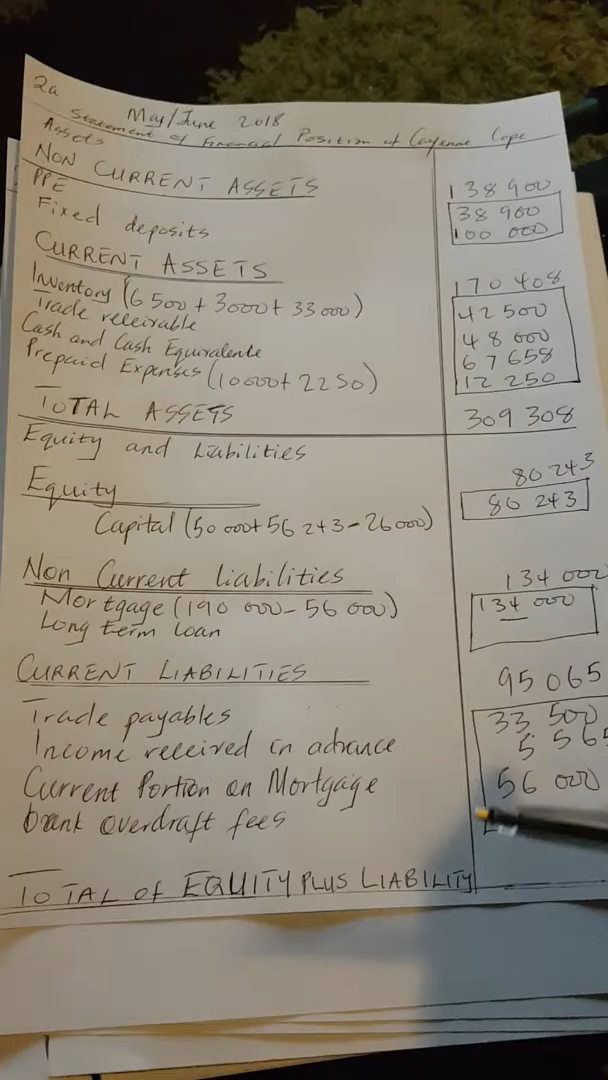 2a
May/June 2018
Statement of Financial Position of Cayenne Cape
Assets
NON CURRENT ASSETS 138 900
PPE 38 900
Fixed deposits 100 000
CURRENT ASSETS 170 408
Inventory (6 500 + 3000 + 33 000) 42 500
Trade receivable 48 000
Cash and Cash Equivalents 67 658
Prepaid Expenses (10 000 + 2250) 12 250
TOTAL ASSETS 309 308
Equity and Liabilities
Equity 80 243
Capital (50 000 + 56 243 - 26 000) 80 243
Non Current liabilities 134 000
Mortgage (190 000 - 56 000) 134 000
Long term loan
CURRENT LIABILITIES 95 065
Trade payables 33 500
Income received in advance 5 565
Current Portion on Mortgage 56 000
bank overdraft fees
TOTAL of EQUITY PLUS LIABILITY